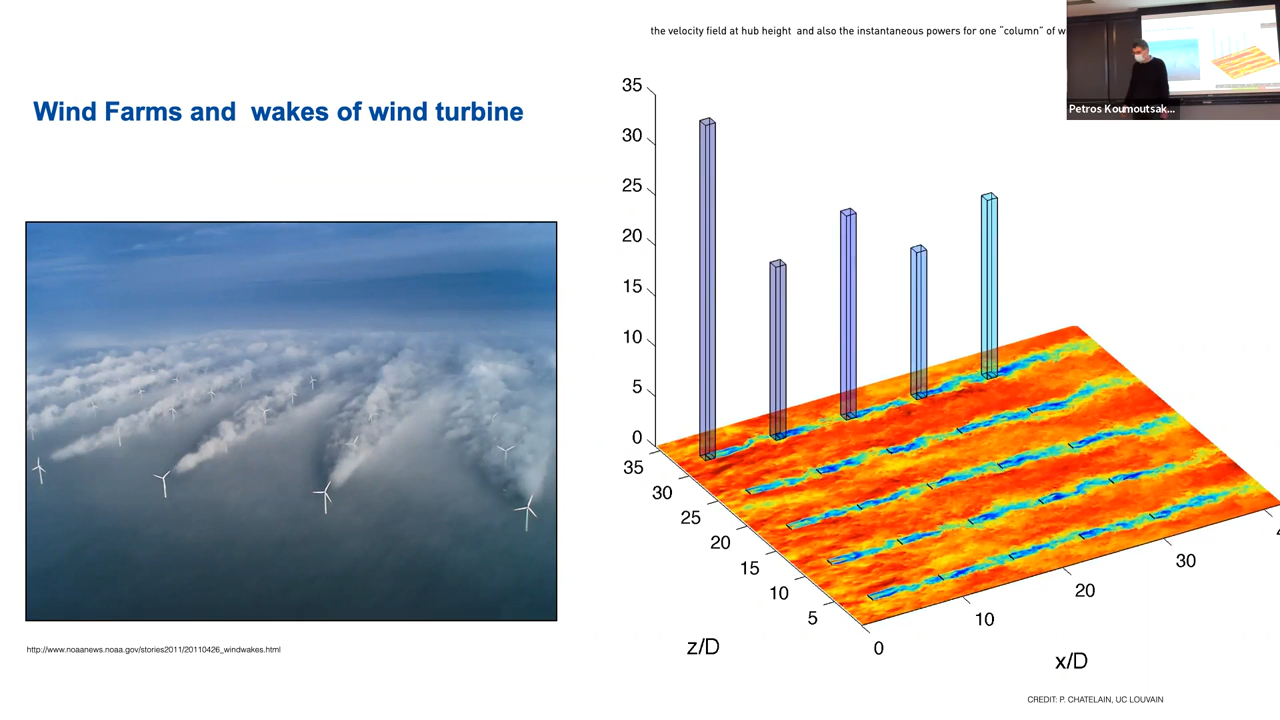 the velocity field at hub height and also the instantaneous powers for one "column" of w
Petros Koumoutsak...
Wind Farms and wakes of wind turbine
35
30
25
20
15
10
5
0
35
30
25
20
15
10
5
0
10
20
30
z/D
x/D
http://www.noaanews.noaa.gov/stories2011/20110426_windwakes.html
CREDIT: P. CHATELAIN, UC LOUVAIN